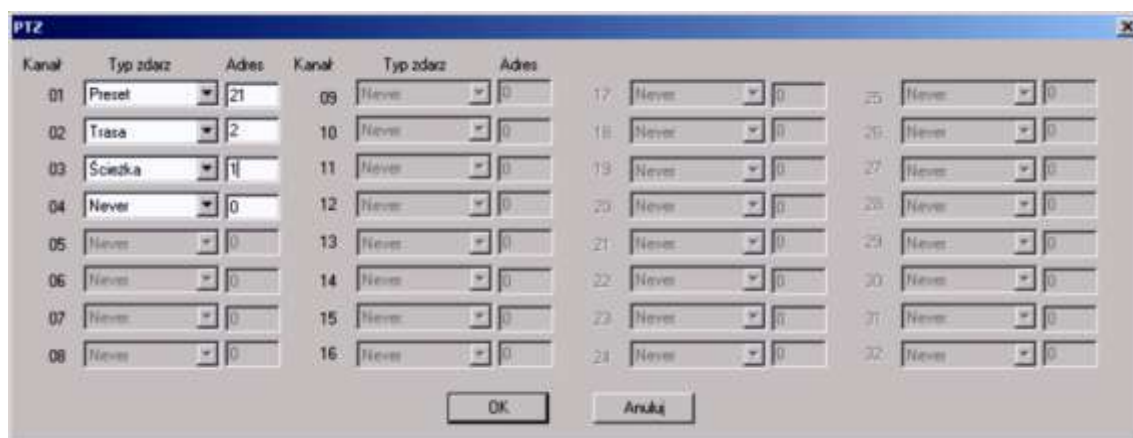 PTZ
Kanał Typ zdarz Adres Kanał Typ zdarz Adres
01 Preset 21 09 Never 0 17 Never 0 25 Never 0
02 Trasa 2 10 Never 0 18 Never 0 26 Never 0
03 Ścieżka 1 11 Never 0 19 Never 0 27 Never 0
04 Never 0 12 Never 0 20 Never 0 28 Never 0
05 Never 0 13 Never 0 21 Never 0 29 Never 0
06 Never 0 14 Never 0 22 Never 0 30 Never 0
07 Never 0 15 Never 0 23 Never 0 31 Never 0
08 Never 0 16 Never 0 24 Never 0 32 Never 0
OK Anuluj